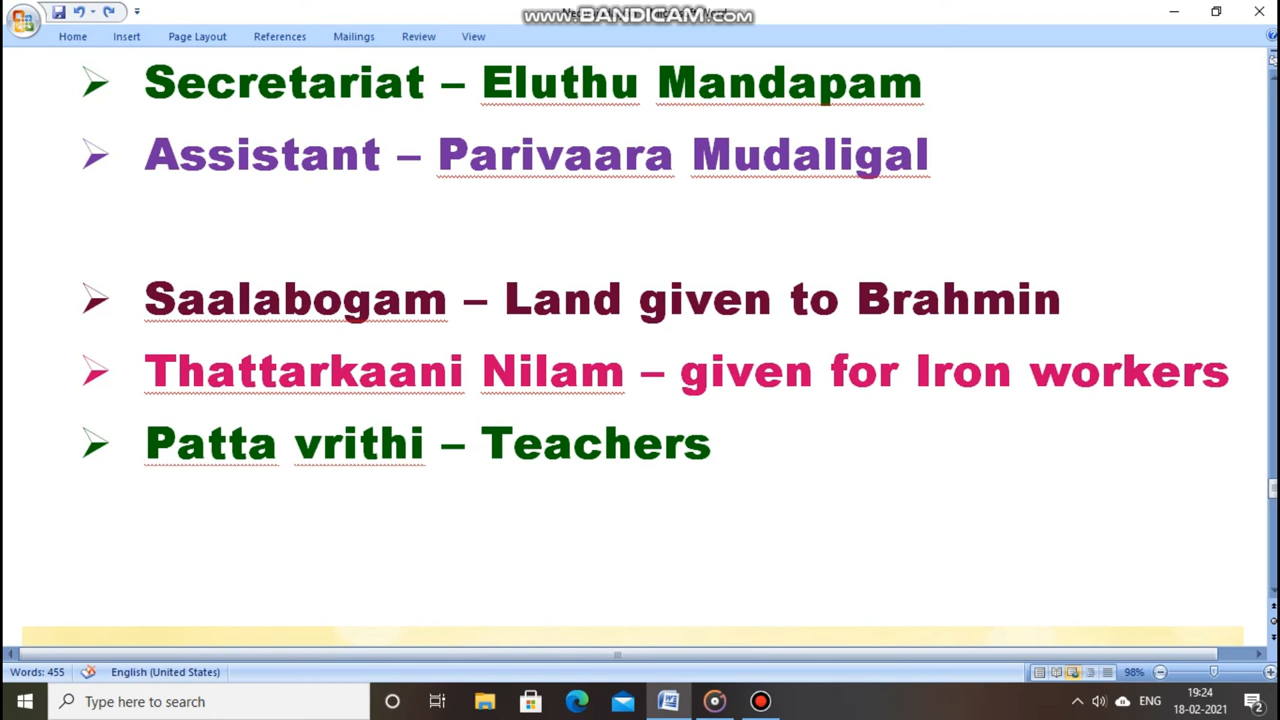 www.BANDICAM.com
Home Insert Page Layout References Mailings Review View
Secretariat – Eluthu Mandapam
Assistant – Parivaara Mudaligal
Saalabogam – Land given to Brahmin
Thattarkaani Nilam – given for Iron workers
Patta vrithi – Teachers
Words: 455 English (United States) 98%
Type here to search
ENG
19:24
18-02-2021
2